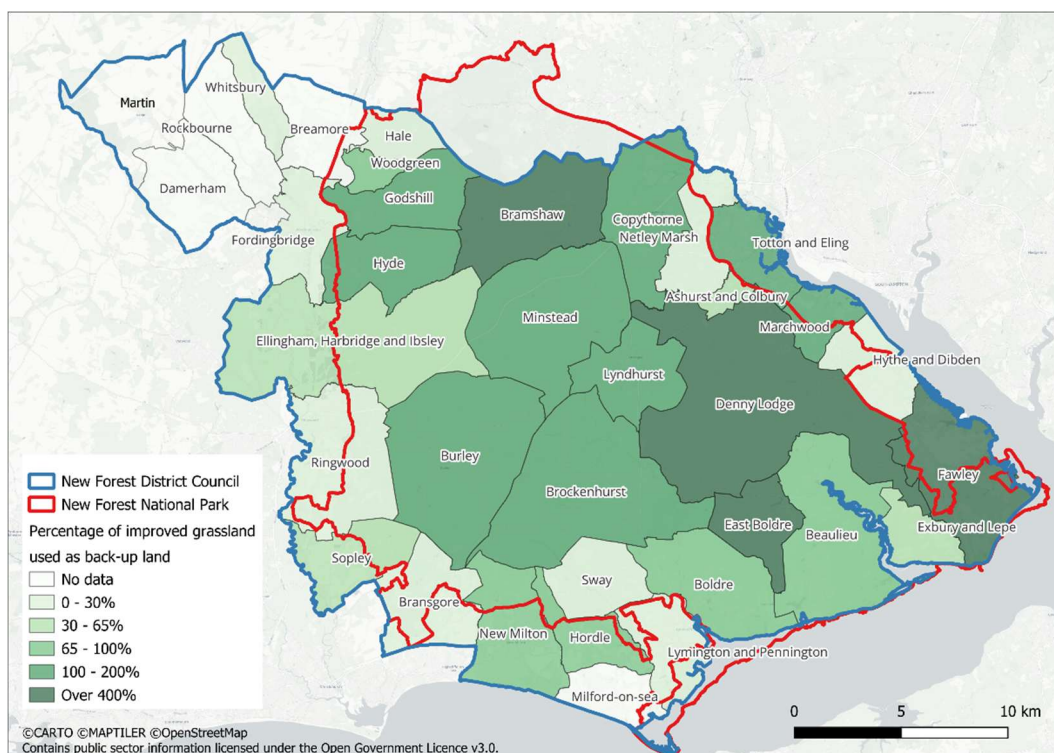 Whitsbury
Martin
Rockbourne
Breamore
Hale
Woodgreen
Damerham
Godshill
Bramshaw
Copythorne
Netley Marsh
Fordingbridge
Totton and Eling
Hyde
Ashurst and Colbury
Minstead
Marchwood
Ellingham, Harbridge and Ibsley
Hythe and Dibden
Lyndhurst
Denny Lodge
Burley
Ringwood
Fawley
Brockenhurst
East Boldre
Exbury and Lepe
Beaulieu
Sopley
Sway
Boldre
Bransgore
New Milton
Hordle
Lymington and Pennington
Milford-on-sea
New Forest District Council
New Forest National Park
Percentage of improved grassland
used as back-up land
No data
0 - 30%
30 - 65%
65 - 100%
100 - 200%
Over 400%
0 5 10 km
©CARTO ©MAPTILER ©OpenStreetMap
Contains public sector information licensed under the Open Government Licence v3.0.